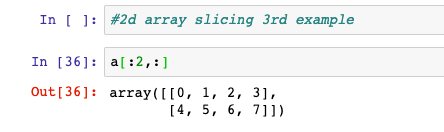 In [ ]: #2d array slicing 3rd example
In [36]: a[:2,:]
Out[36]: array([[0, 1, 2, 3],
[4, 5, 6, 7]])